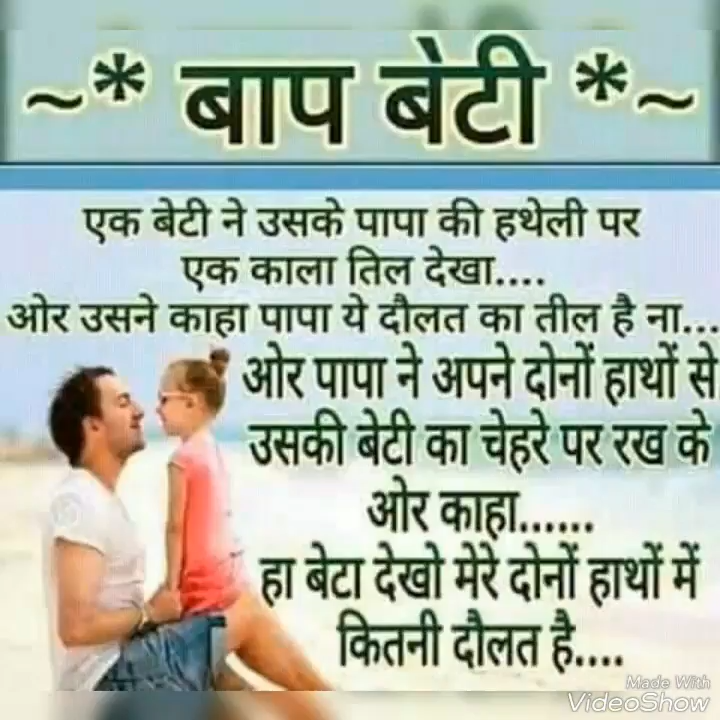 ~* बाप बेटी *~
एक बेटी ने उसके पापा की हथेली पर
एक काला तिल देखा....
ओर उसने काहा पापा ये दौलत का तील है ना...
ओर पापा ने अपने दोनों हाथों से
उसकी बेटी का चेहरे पर रख के
ओर काहा......
हा बेटा देखो मेरे दोनों हाथों में
कितनी दौलत है....
Made With
VideoShow